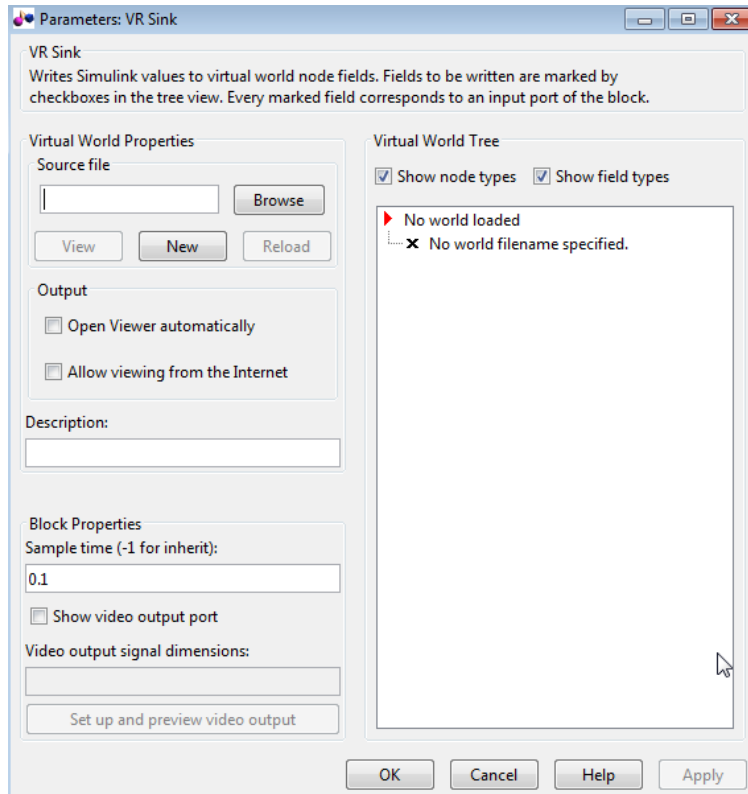 Parameters: VR Sink
VR Sink
Writes Simulink values to virtual world node fields. Fields to be written are marked by
checkboxes in the tree view. Every marked field corresponds to an input port of the block.
Virtual World Properties
Source file
Browse
View New Reload
Output
Open Viewer automatically
Allow viewing from the Internet
Description:
Block Properties
Sample time (-1 for inherit):
0.1
Show video output port
Video output signal dimensions:
Set up and preview video output
Virtual World Tree
Show node types Show field types
No world loaded
No world filename specified.
OK Cancel Help Apply